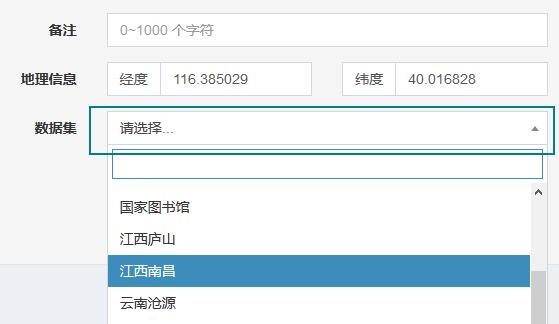 备注 0~1000 个字符
地理信息 经度 116.385029 纬度 40.016828
数据集 请选择...
国家图书馆
江西庐山
江西南昌
云南沧源